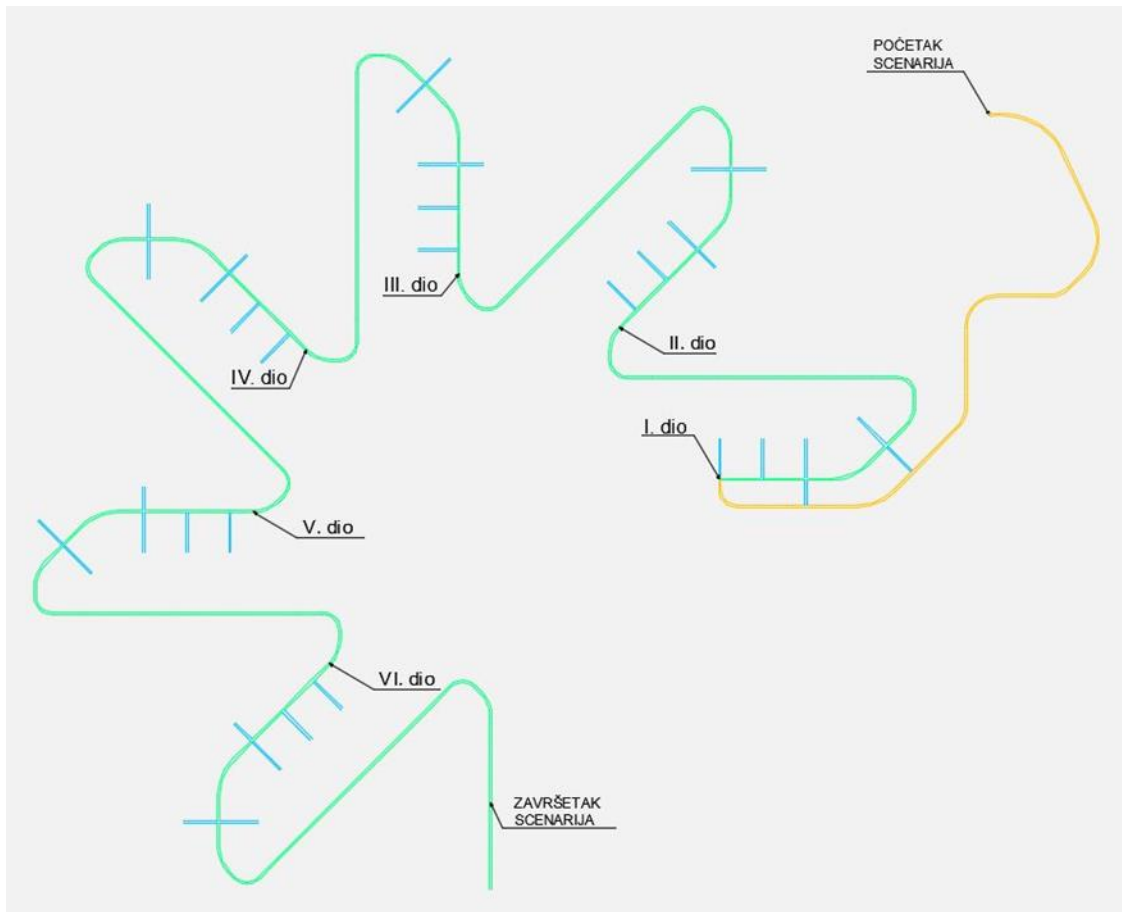 POČETAK
SCENARIJA
III. dio
II. dio
IV. dio
I. dio
V. dio
VI. dio
ZAVRŠETAK
SCENARIJA